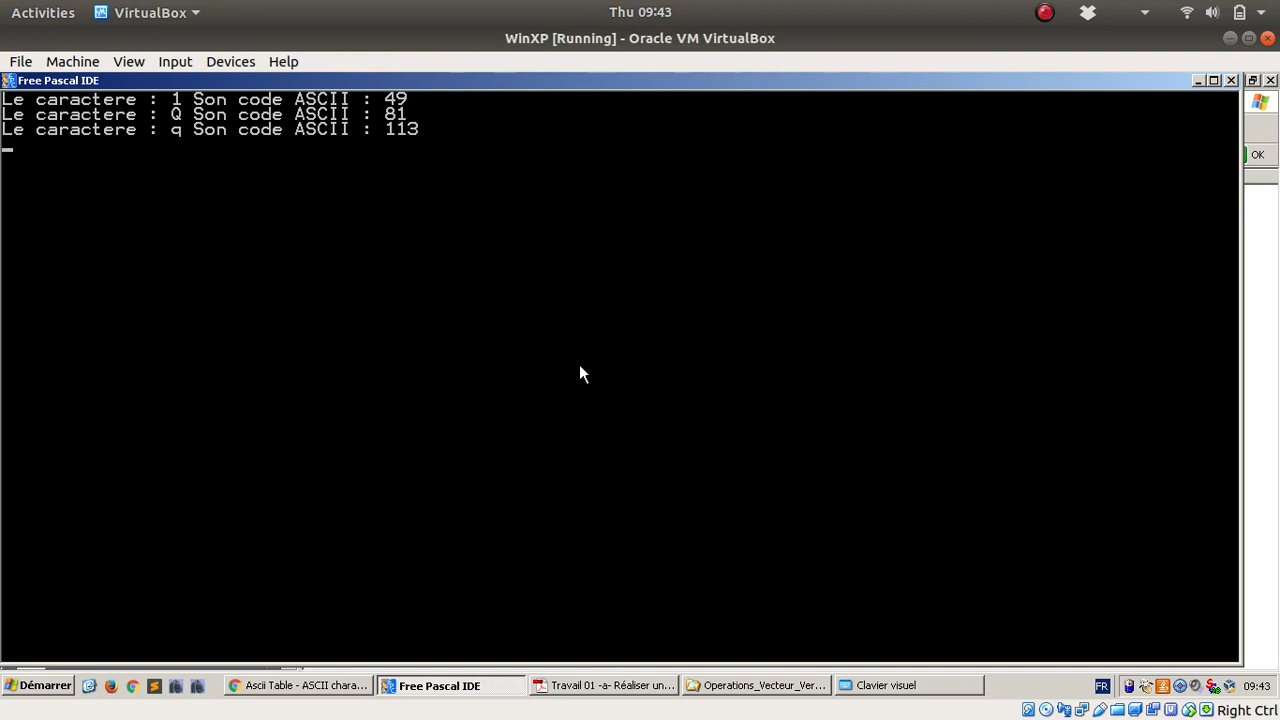 Activities VirtualBox Thu 09:43
WinXP [Running] - Oracle VM VirtualBox
File Machine View Input Devices Help
Free Pascal IDE
Le caractere : 1 Son code ASCII : 49
Le caractere : Q Son code ASCII : 81
Le caractere : q Son code ASCII : 113
OK
Démarrer Ascii Table - ASCII chara... Free Pascal IDE Travail 01 -a- Réaliser un... Operations_Vecteur_Ver... Clavier visuel FR 09:43
Right Ctrl